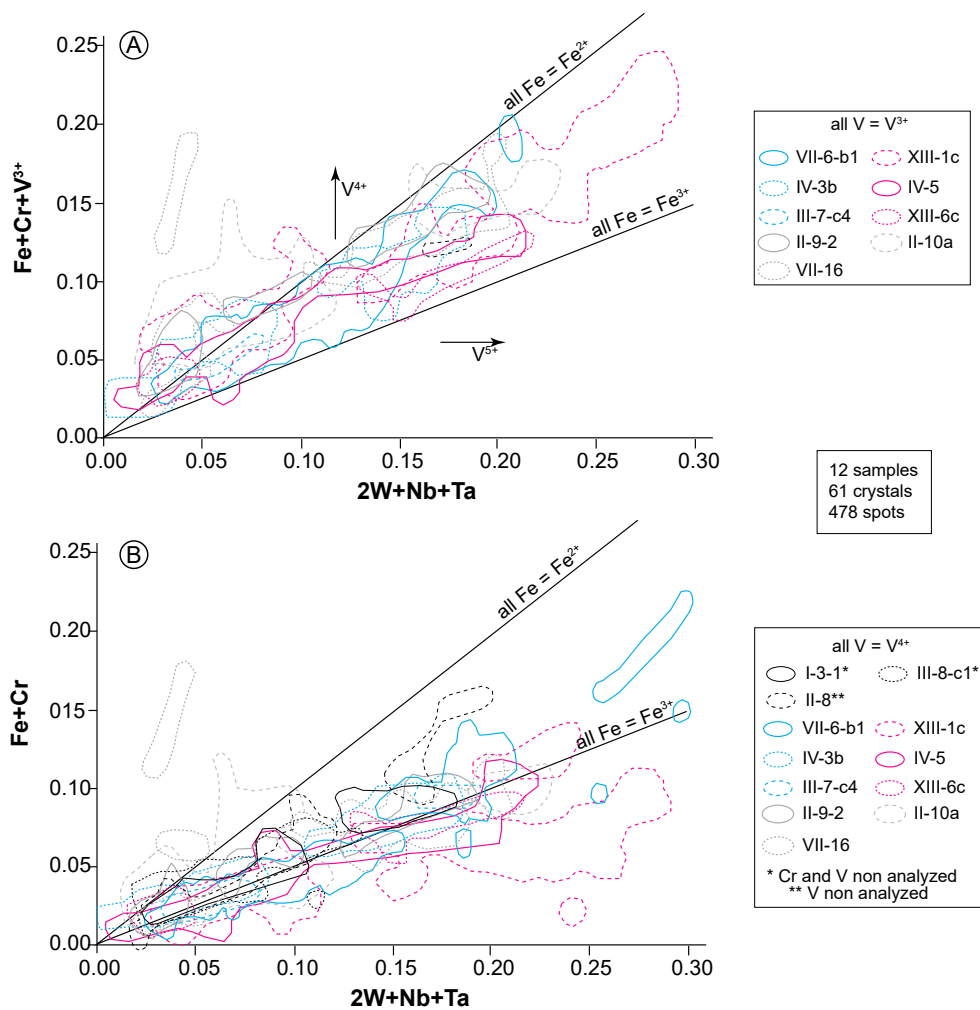 A
0.25
0.20
015
0.10
0.05
0.00
Fe+Cr+V³⁺
0.00 0.05 0.10 0.15 0.20 0.25 0.30
2W+Nb+Ta
all Fe = Fe²⁺
all Fe = Fe³⁺
V⁴⁺
V⁵⁺
all V = V³⁺
VII-6-b1 XIII-1c
IV-3b IV-5
III-7-c4 XIII-6c
II-9-2 II-10a
VII-16
12 samples
61 crystals
478 spots
B
0.25
0.20
015
0.10
0.05
0.00
Fe+Cr
0.00 0.05 0.10 0.15 0.20 0.25 0.30
2W+Nb+Ta
all Fe = Fe²⁺
all Fe = Fe³⁺
all V = V⁴⁺
I-3-1* III-8-c1*
II-8**
VII-6-b1 XIII-1c
IV-3b IV-5
III-7-c4 XIII-6c
II-9-2 II-10a
VII-16
* Cr and V non analyzed
** V non analyzed